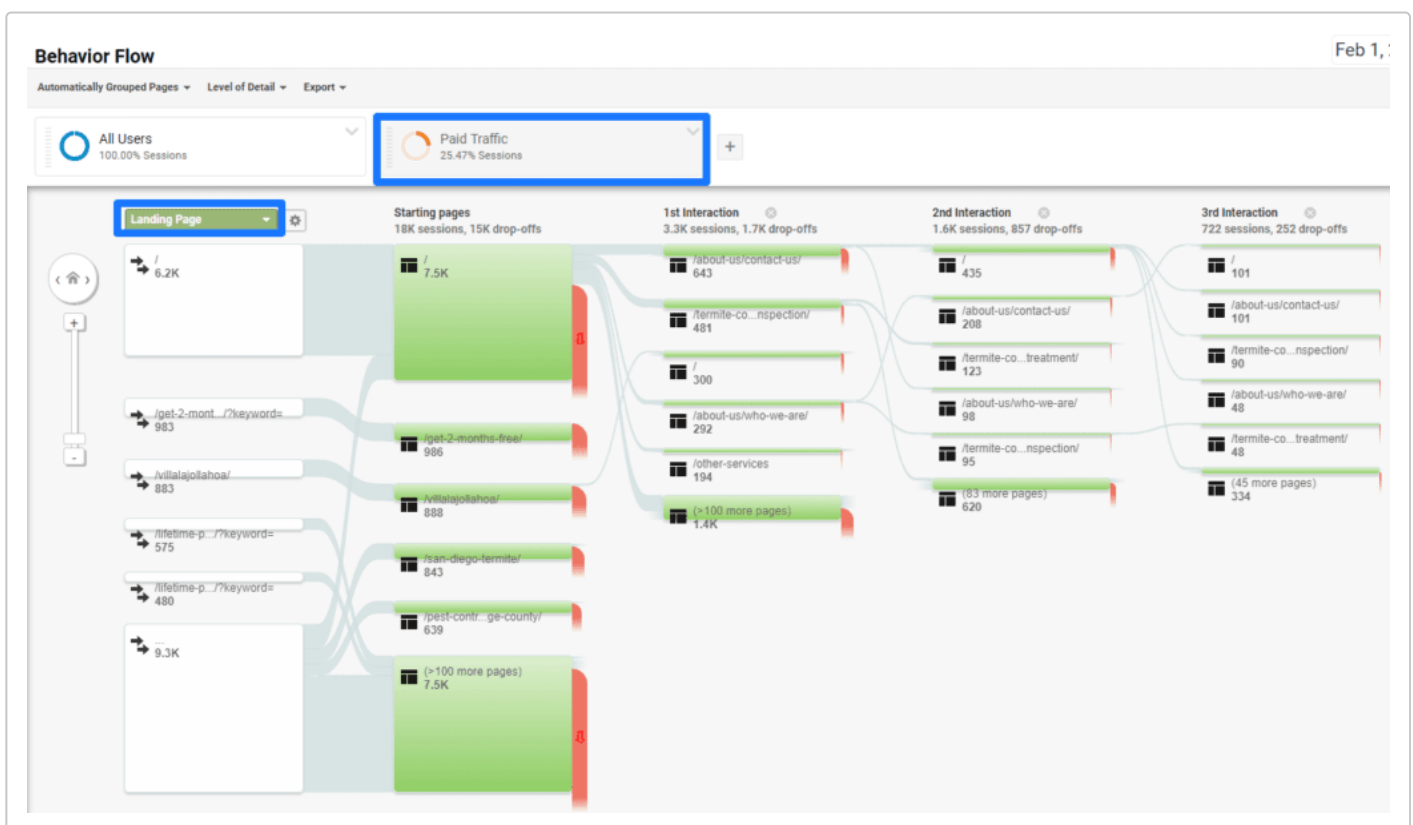 Behavior Flow
Feb 1,
Automatically Grouped Pages Level of Detail Export
All Users
100.00% Sessions
Paid Traffic
25.47% Sessions
+
Landing Page
Starting pages
18K sessions, 15K drop-offs
1st Interaction
3.3K sessions, 1.7K drop-offs
2nd Interaction
1.6K sessions, 857 drop-offs
3rd Interaction
722 sessions, 252 drop-offs
/
6.2K
/get-2-mont.../?keyword=
983
/villalajollahoa/
883
/lifetime-p.../?keyword=
575
/lifetime-p.../?keyword=
480
...
9.3K
/
7.5K
/get-2-months-free/
986
/villalajollahoa/
888
/san-diego-termite/
843
/pest-contr...ge-county/
639
(>100 more pages)
7.5K
/about-us/contact-us/
643
/termite-co...nspection/
481
/
300
/about-us/who-we-are/
292
/other-services
194
(>100 more pages)
1.4K
/
435
/about-us/contact-us/
208
/termite-co...treatment/
123
/about-us/who-we-are/
98
/termite-co...nspection/
95
(83 more pages)
620
/
101
/about-us/contact-us/
101
/termite-co...nspection/
90
/about-us/who-we-are/
48
/termite-co...treatment/
48
(45 more pages)
334
+
-